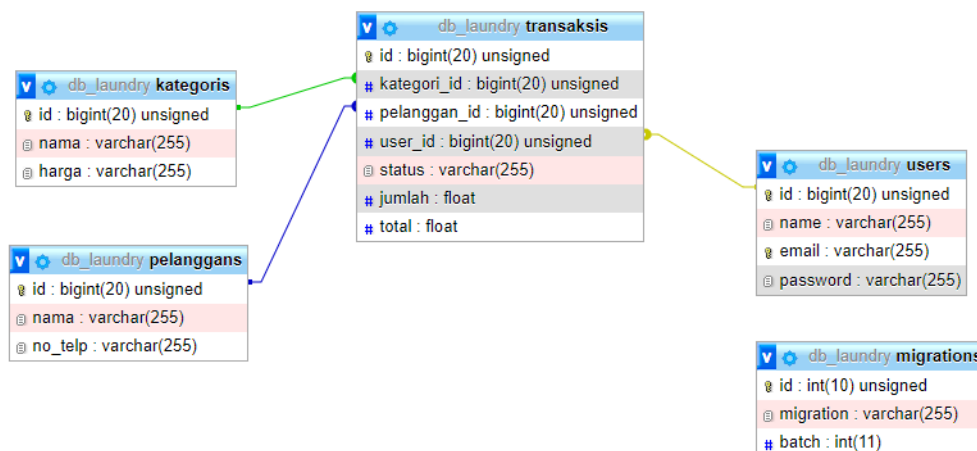 db_laundry kategoris
id : bigint(20) unsigned
nama : varchar(255)
harga : varchar(255)
db_laundry pelanggans
id : bigint(20) unsigned
nama : varchar(255)
no_telp : varchar(255)
db_laundry transaksis
id : bigint(20) unsigned
# kategori_id : bigint(20) unsigned
# pelanggan_id : bigint(20) unsigned
# user_id : bigint(20) unsigned
status : varchar(255)
# jumlah : float
# total : float
db_laundry users
id : bigint(20) unsigned
name : varchar(255)
email : varchar(255)
password : varchar(255)
db_laundry migrations
id : int(10) unsigned
migration : varchar(255)
# batch : int(11)